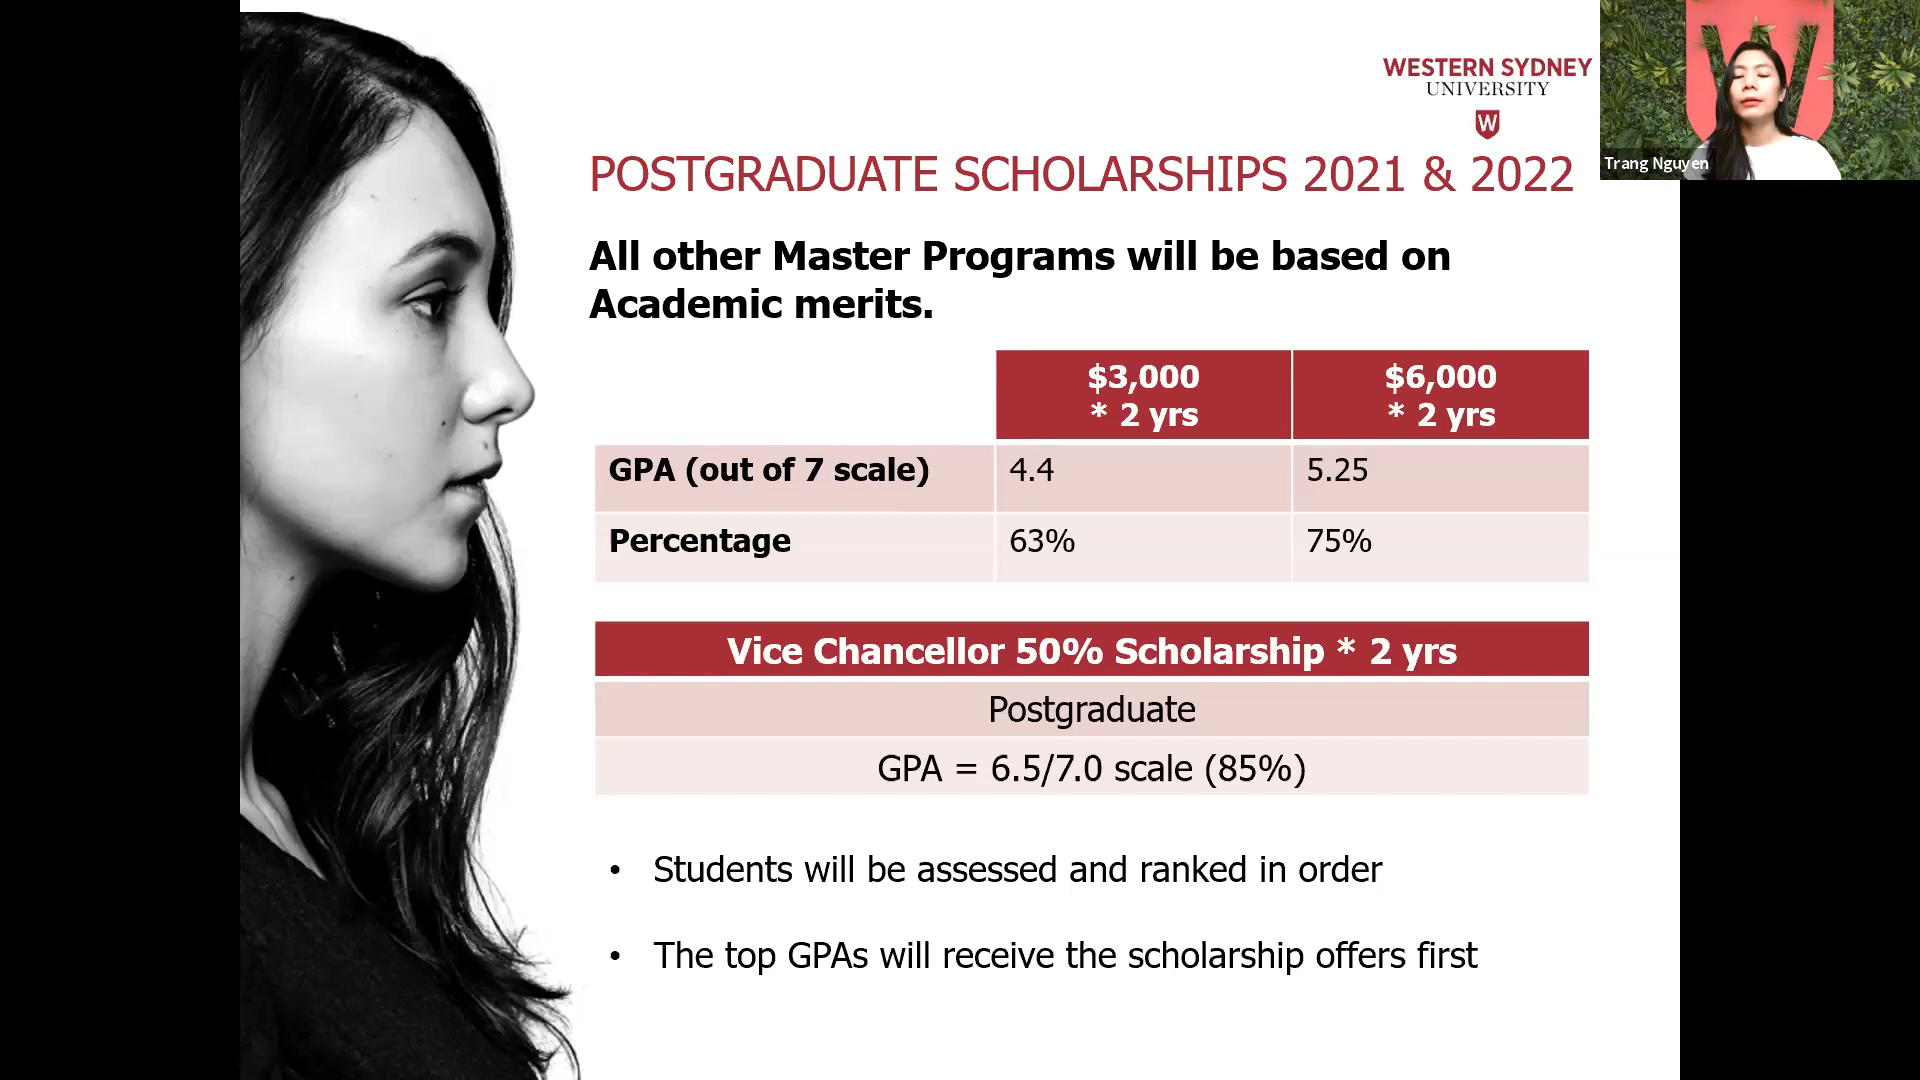 WESTERN SYDNEY
UNIVERSITY
W
W
Trang Nguyen
POSTGRADUATE SCHOLARSHIPS 2021 & 2022
All other Master Programs will be based on
Academic merits.
$3,000
* 2 yrs
$6,000
* 2 yrs
GPA (out of 7 scale)
4.4
5.25
Percentage
63%
75%
Vice Chancellor 50% Scholarship * 2 yrs
Postgraduate
GPA = 6.5/7.0 scale (85%)
• Students will be assessed and ranked in order
• The top GPAs will receive the scholarship offers first